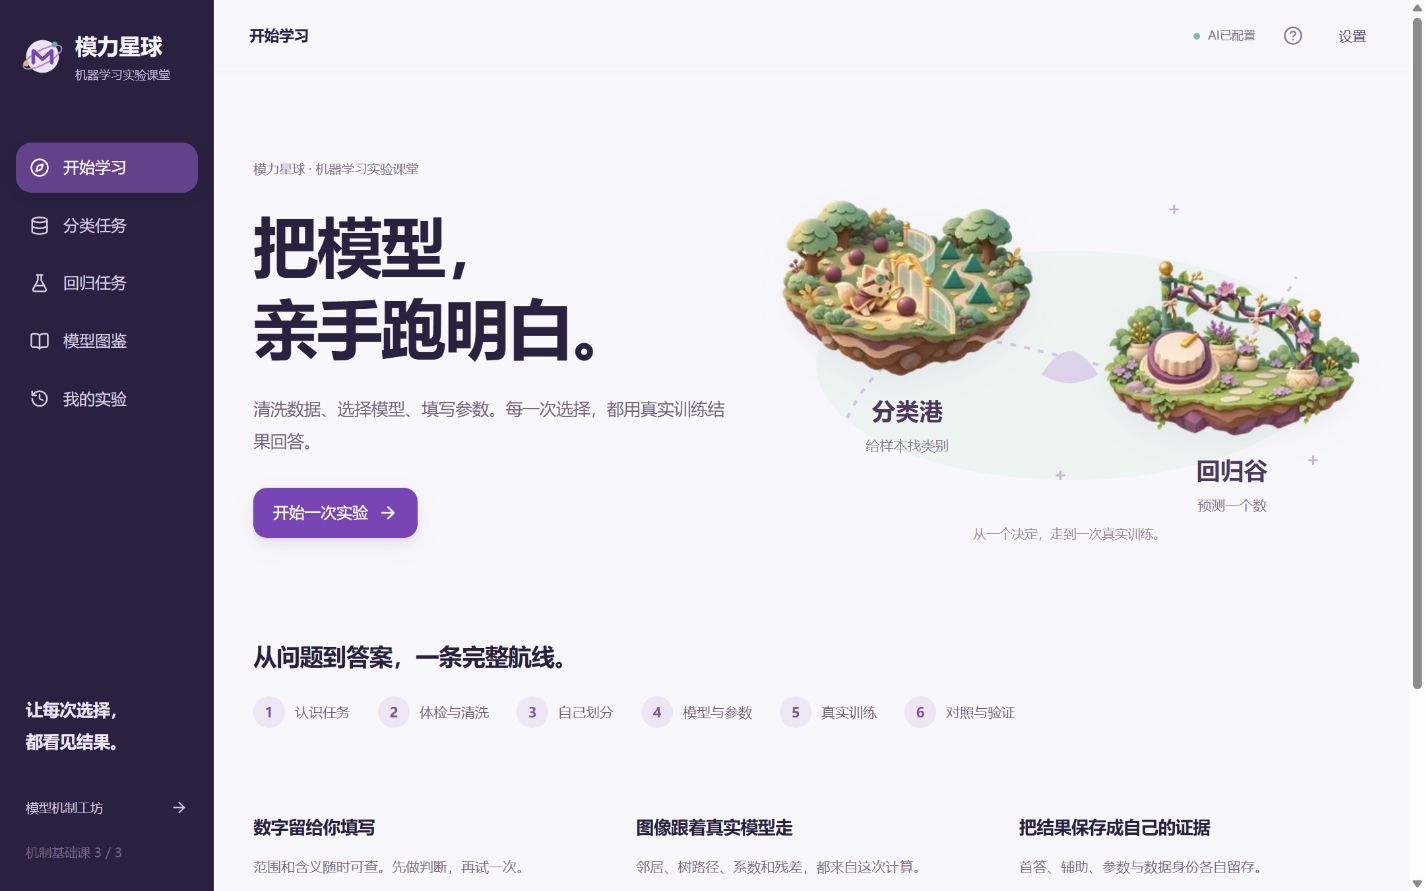 模力星球
机器学习实验课堂
开始学习
分类任务
回归任务
模型图鉴
我的实验
让每次选择，
都看见结果。
模型机制工坊
机制基础课 3 / 3
开始学习
AI已配置
?
设置
模力星球 · 机器学习实验课堂
把模型，
亲手跑明白。
清洗数据、选择模型、填写参数。每一次选择，都用真实训练结
果回答。
开始一次实验
分类港
给样本找类别
回归谷
预测一个数
从一个决定，走到一次真实训练。
从问题到答案，一条完整航线。
1 认识任务 2 体检与清洗 3 自己划分 4 模型与参数 5 真实训练 6 对照与验证
数字留给你填写
范围和含义随时可查。先做判断，再试一次。
图像跟着真实模型走
邻居、树路径、系数和残差，都来自这次计算。
把结果保存成自己的证据
首答、辅助、参数与数据身份各自留存。